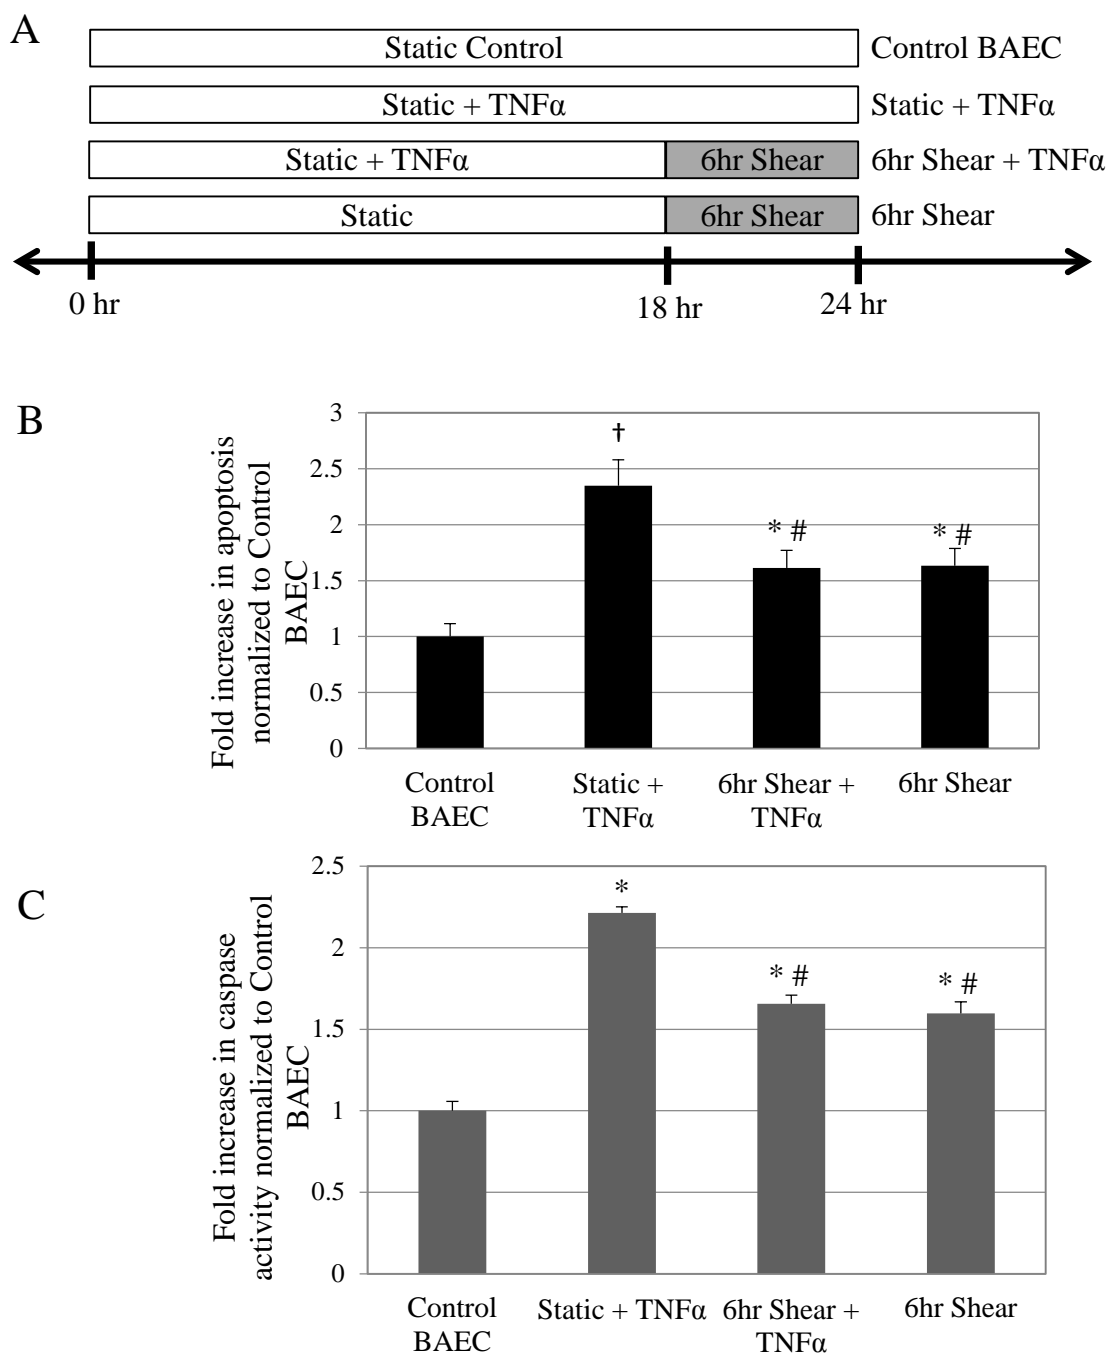 A
Static Control
Control BAEC
Static + TNFα
Static + TNFα
Static + TNFα
6hr Shear
6hr Shear + TNFα
Static
6hr Shear
6hr Shear
0 hr
18 hr
24 hr
B
Fold increase in apoptosis
normalized to Control
BAEC
3
2.5
2
1.5
1
0.5
0
†
* #
* #
Control
BAEC
Static +
TNFα
6hr Shear +
TNFα
6hr Shear
C
Fold increase in caspase
activity normalized to Control
BAEC
2.5
2
1.5
1
0.5
0
*
* #
* #
Control
BAEC
Static + TNFα
6hr Shear +
TNFα
6hr Shear